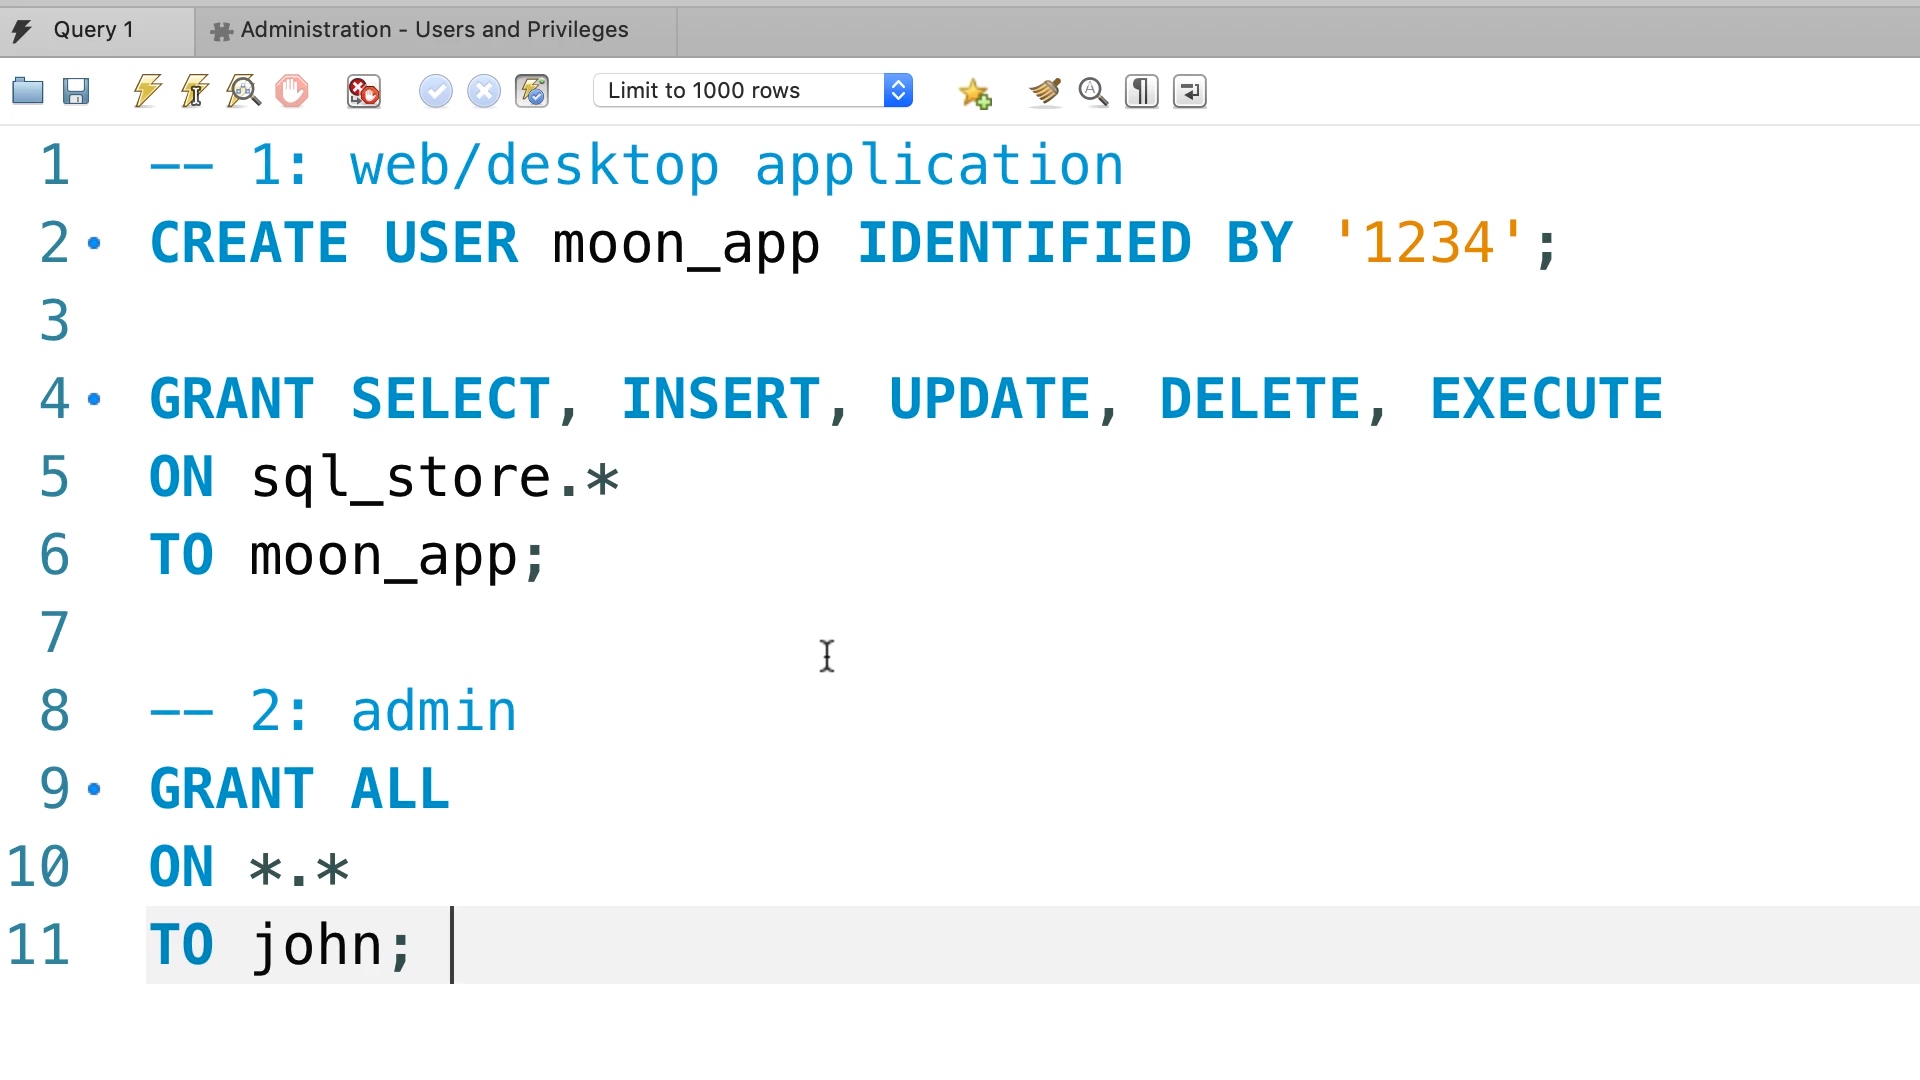 Query 1
Administration - Users and Privileges
Limit to 1000 rows
1 -- 1: web/desktop application
2 CREATE USER moon_app IDENTIFIED BY '1234';
3
4 GRANT SELECT, INSERT, UPDATE, DELETE, EXECUTE
5 ON sql_store.*
6 TO moon_app;
7
8 -- 2: admin
9 GRANT ALL
10 ON *.*
11 TO john;